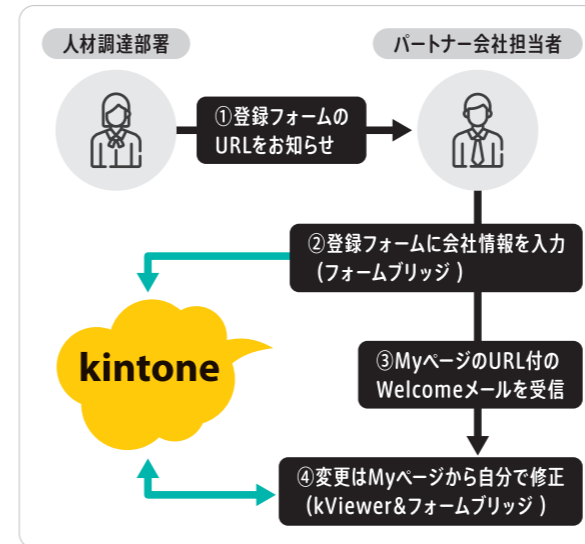 人材調達部署
パートナー会社担当者
①登録フォームの
URLをお知らせ
②登録フォームに会社情報を入力
(フォームブリッジ )
kintone
③MyページのURL付の
Welcomeメールを受信
④変更はMyページから自分で修正
(kViewer&フォームブリッジ )